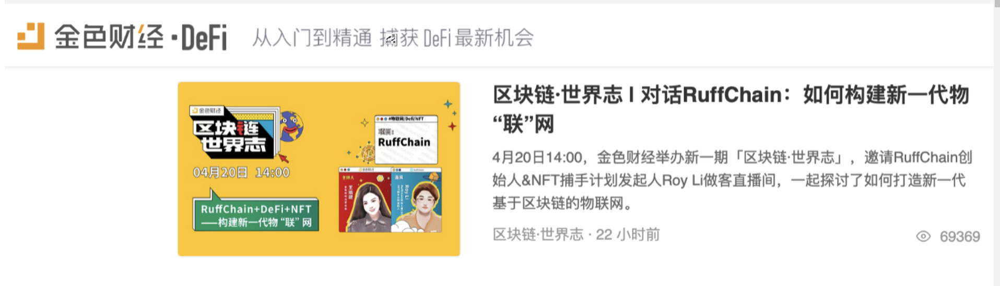 金色财经·DeFi
从入门到精通 捕获 DeFi 最新机会
金色财经
区块链
世界志
04月20日 14:00
RuffChain+DeFi+NFT
——构建新一代物“联”网
#物联网/Defi/NFT
RuffChain
主持人
嘉宾
Roy Li
区块链·世界志 I 对话RuffChain：如何构建新一代物
“联”网
4月20日14:00，金色财经举办新一期「区块链·世界志」，邀请RuffChain创
始人&NFT捕手计划发起人Roy Li做客直播间，一起探讨了如何打造新一代
基于区块链的物联网。
区块链·世界志 · 22 小时前
69369